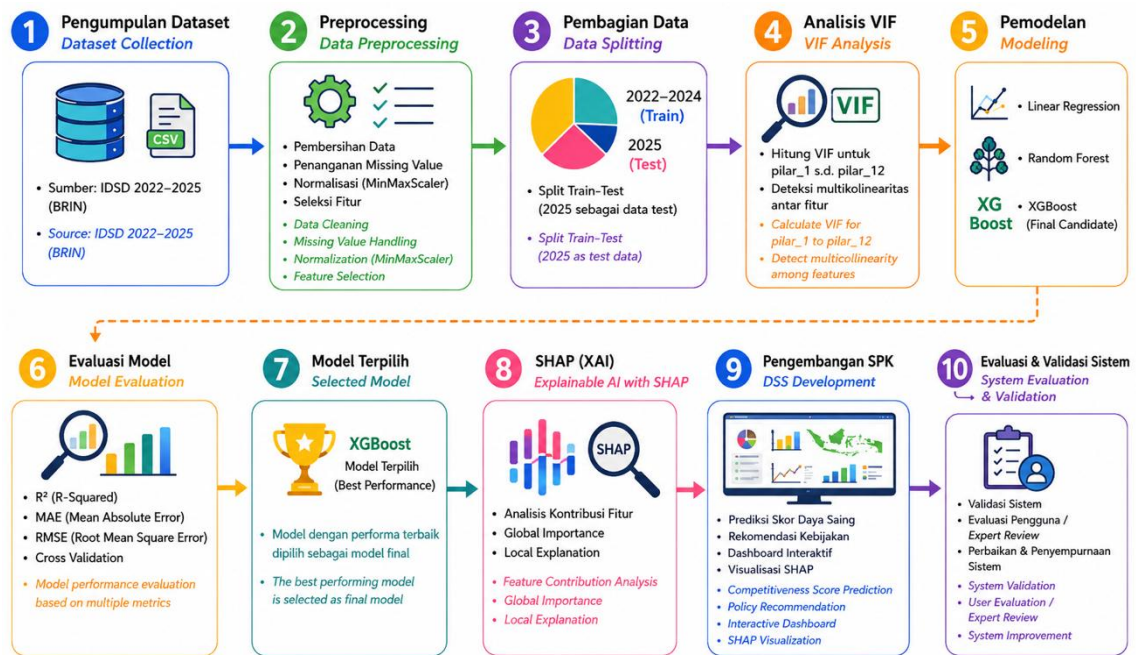 1
Pengumpulan Dataset
Dataset Collection
CSV
• Sumber: IDSD 2022–2025
(BRIN)
• Source: IDSD 2022–2025
(BRIN)
2
Preprocessing
Data Preprocessing
• Pembersihan Data
• Penanganan Missing Value
• Normalisasi (MinMaxScaler)
• Seleksi Fitur
• Data Cleaning
• Missing Value Handling
• Normalization (MinMaxScaler)
• Feature Selection
3
Pembagian Data
Data Splitting
2022–2024
(Train)
2025
(Test)
• Split Train–Test
(2025 sebagai data test)
• Split Train–Test
(2025 as test data)
4
Analisis VIF
VIF Analysis
VIF
• Hitung VIF untuk
pilar_1 s.d. pilar_12
• Deteksi multikolinearitas
antar fitur
• Calculate VIF for
pilar_1 to pilar_12
• Detect multicollinearity
among features
5
Pemodelan
Modeling
• Linear Regression
• Random Forest
XG
Boost
• XGBoost
(Final Candidate)
6
Evaluasi Model
Model Evaluation
• R² (R-Squared)
• MAE (Mean Absolute Error)
• RMSE (Root Mean Square Error)
• Cross Validation
• Model performance evaluation
based on multiple metrics
7
Model Terpilih
Selected Model
XGBoost
Model Terpilih
(Best Performance)
• Model dengan performa terbaik
dipilih sebagai model final
• The best performing model
is selected as final model
8
SHAP (XAI)
Explainable AI with SHAP
SHAP
• Analisis Kontribusi Fitur
• Global Importance
• Local Explanation
• Feature Contribution Analysis
• Global Importance
• Local Explanation
9
Pengembangan SPK
DSS Development
• Prediksi Skor Daya Saing
• Rekomendasi Kebijakan
• Dashboard Interaktif
• Visualisasi SHAP
• Competitiveness Score Prediction
• Policy Recommendation
• Interactive Dashboard
• SHAP Visualization
10
Evaluasi & Validasi Sistem
System Evaluation
& Validation
• Validasi Sistem
• Evaluasi Pengguna /
Expert Review
• Perbaikan & Penyempurnaan
Sistem
• System Validation
• User Evaluation /
Expert Review
• System Improvement